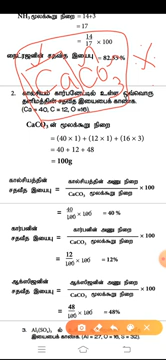 NH₃ மூலக்கூறு நிறை = 14+3
= 17
= 14/17 ×100
நைட்ரஜனின் சதவீத இயைபு = 82.35%
CaCO₃
2. கால்சியம் கார்பனேட்டில் உள்ள ஒவ்வொரு
தனிமத்தின் சதவீத இயைபைக் காண்க.
(Ca = 40, C = 12, O = 16)
CaCO₃ ன் மூலக்கூறு நிறை
= (40 × 1) + (12 × 1) + (16 × 3)
= 40 + 12 + 48
= 100g
கால்சியத்தின் சதவீத இயைபு = கால்சியத்தின் அணு நிறை / CaCO₃ மூலக்கூறு நிறை ×100
= 40/100 ×100 = 40 %
கார்பனின் சதவீத இயைபு = கார்பனின் அணு நிறை / CaCO₃ மூலக்கூறு நிறை ×100
= 12/100 ×100 = 12%
ஆக்ஸிஜனின் சதவீத இயைபு = ஆக்ஸிஜனின் அணு நிறை / CaCO₃ மூலக்கூறு நிறை ×100
= 48/100 ×100 = 48%
3. Al₂(SO₄)₃
(Al = 27, O = 16, S = 32)